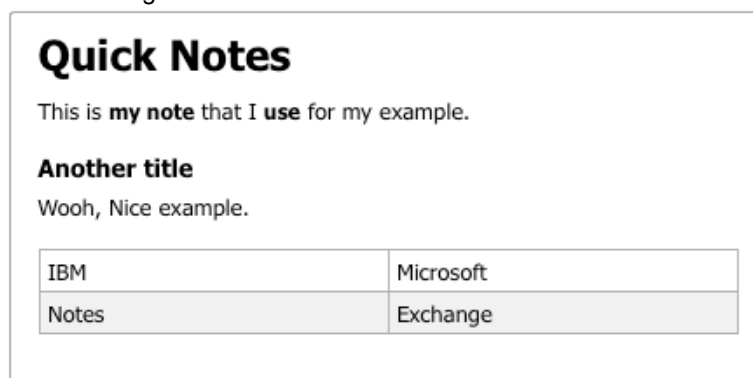 Quick Notes
This is my note that I use for my example.
Another title
Wooh, Nice example.
IBM Microsoft
Notes Exchange